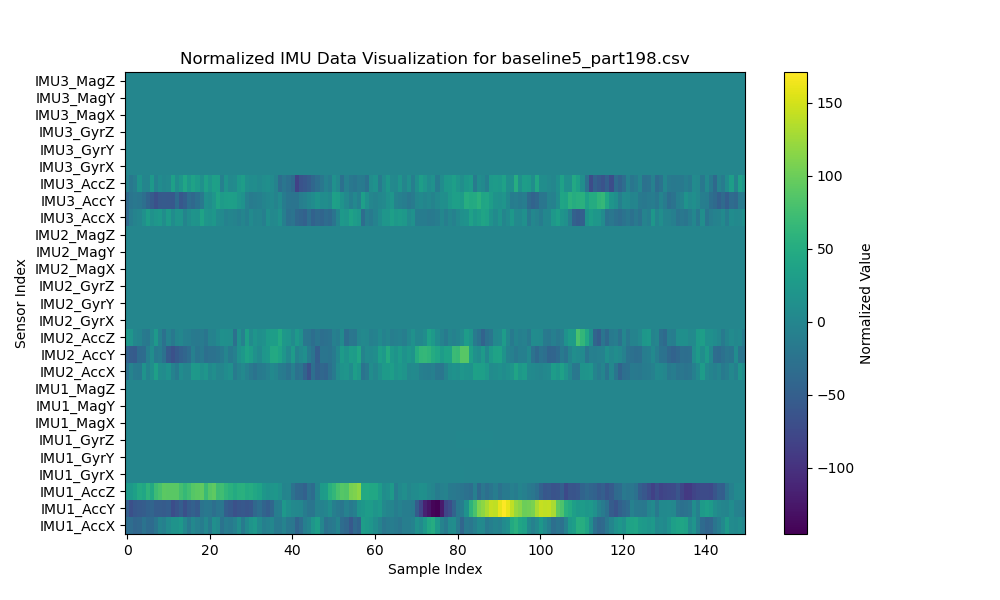 Normalized IMU Data Visualization for baseline5_part198.csv
IMU3_MagZ
IMU3_MagY
IMU3_MagX
IMU3_GyrZ
IMU3_GyrY
IMU3_GyrX
IMU3_AccZ
IMU3_AccY
IMU3_AccX
IMU2_MagZ
IMU2_MagY
IMU2_MagX
IMU2_GyrZ
IMU2_GyrY
IMU2_GyrX
IMU2_AccZ
IMU2_AccY
IMU2_AccX
IMU1_MagZ
IMU1_MagY
IMU1_MagX
IMU1_GyrZ
IMU1_GyrY
IMU1_GyrX
IMU1_AccZ
IMU1_AccY
IMU1_AccX
Sensor Index
0 20 40 60 80 100 120 140
Sample Index
150
100
50
0
−50
−100
Normalized Value